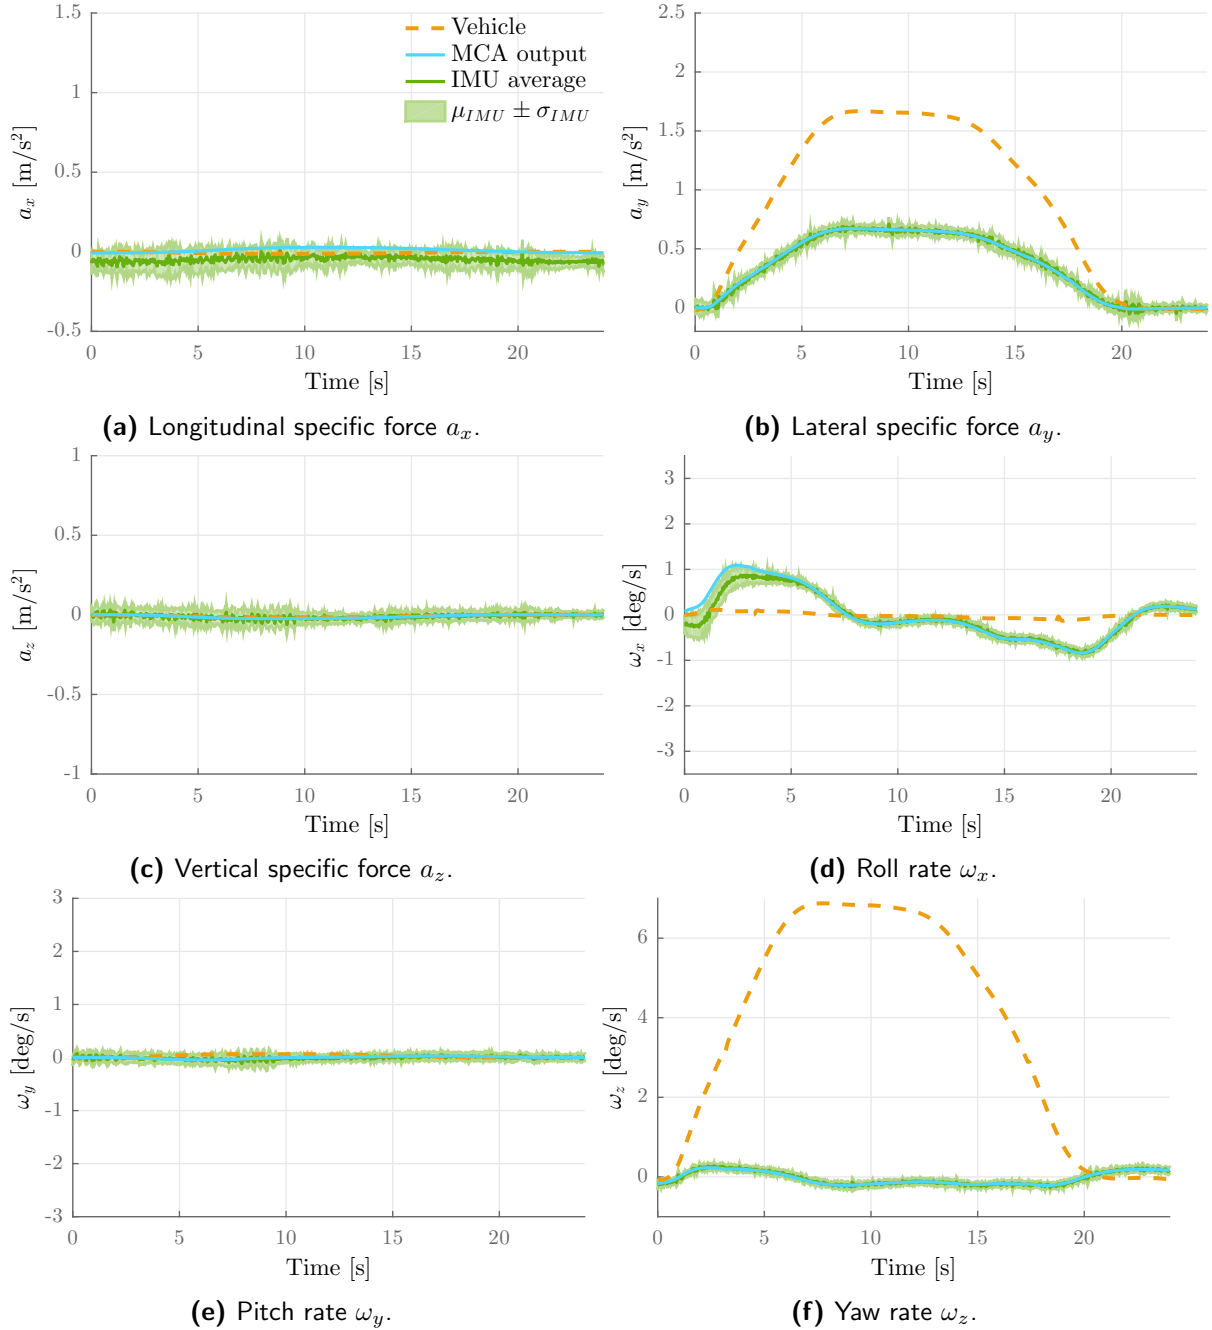 1.5
1
0.5
0
-0.5
a_x [m/s²]
Vehicle
MCA output
IMU average
μ_IMU ± σ_IMU
0 5 10 15 20
Time [s]
(a) Longitudinal specific force a_x.
2.5
2
1.5
1
0.5
0
a_y [m/s²]
0 5 10 15 20
Time [s]
(b) Lateral specific force a_y.
1
0.5
0
-0.5
-1
a_z [m/s²]
0 5 10 15 20
Time [s]
(c) Vertical specific force a_z.
3
2
1
0
-1
-2
-3
ω_x [deg/s]
0 5 10 15 20
Time [s]
(d) Roll rate ω_x.
3
2
1
0
-1
-2
-3
ω_y [deg/s]
0 5 10 15 20
Time [s]
(e) Pitch rate ω_y.
6
4
2
0
ω_z [deg/s]
0 5 10 15 20
Time [s]
(f) Yaw rate ω_z.